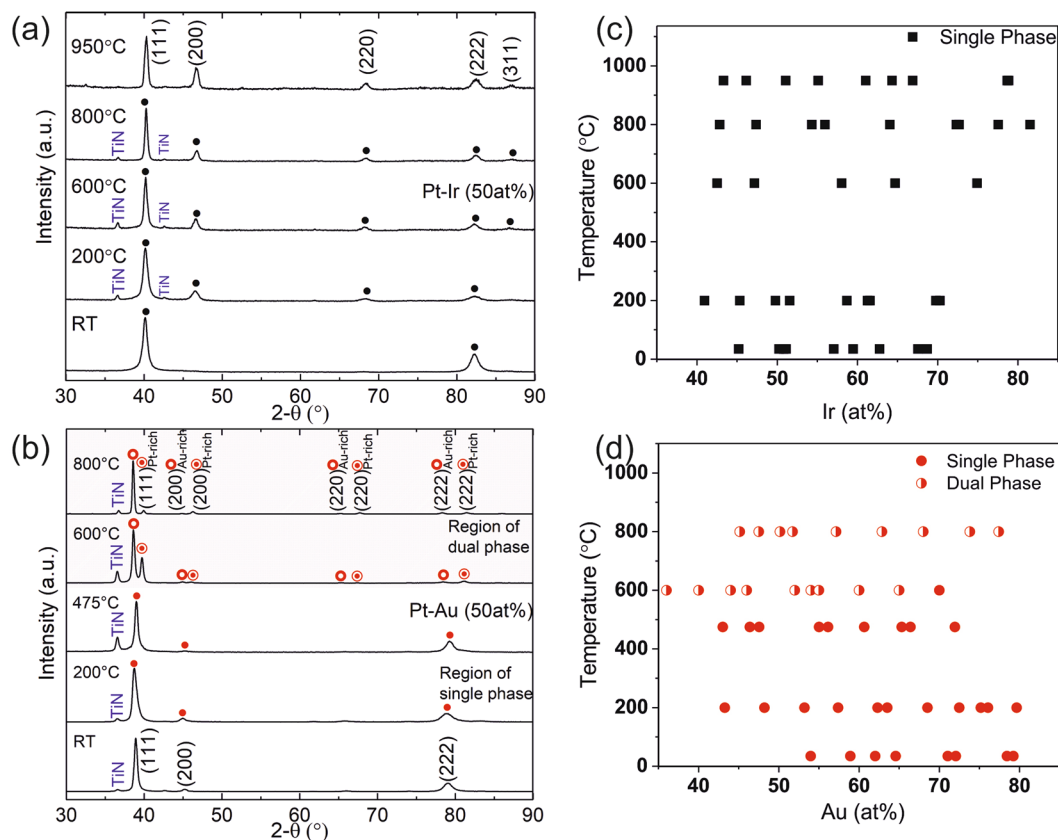 (a)
950°C
(111)
(200)
(220)
(222)
(311)
800°C
TiN
TiN
600°C
Pt-Ir (50at%)
TiN
TiN
200°C
TiN
TiN
RT
Intensity (a.u.)
30 40 50 60 70 80 90
2-θ (°)
(b)
800°C
TiN
(111)
Pt-rich
(200)
Au-rich
(200)
Pt-rich
(220)
Au-rich
(220)
Pt-rich
(222)
Au-rich
(222)
Pt-rich
600°C
TiN
Region of
dual phase
475°C
TiN
Pt-Au (50at%)
200°C
TiN
Region of
single phase
RT
TiN
(111)
(200)
(222)
Intensity (a.u.)
30 40 50 60 70 80 90
2-θ (°)
(c)
Single Phase
Temperature (°C)
1000
800
600
400
200
0
40 50 60 70 80
Ir (at%)
(d)
Single Phase
Dual Phase
Temperature (°C)
1000
800
600
400
200
0
40 50 60 70 80
Au (at%)